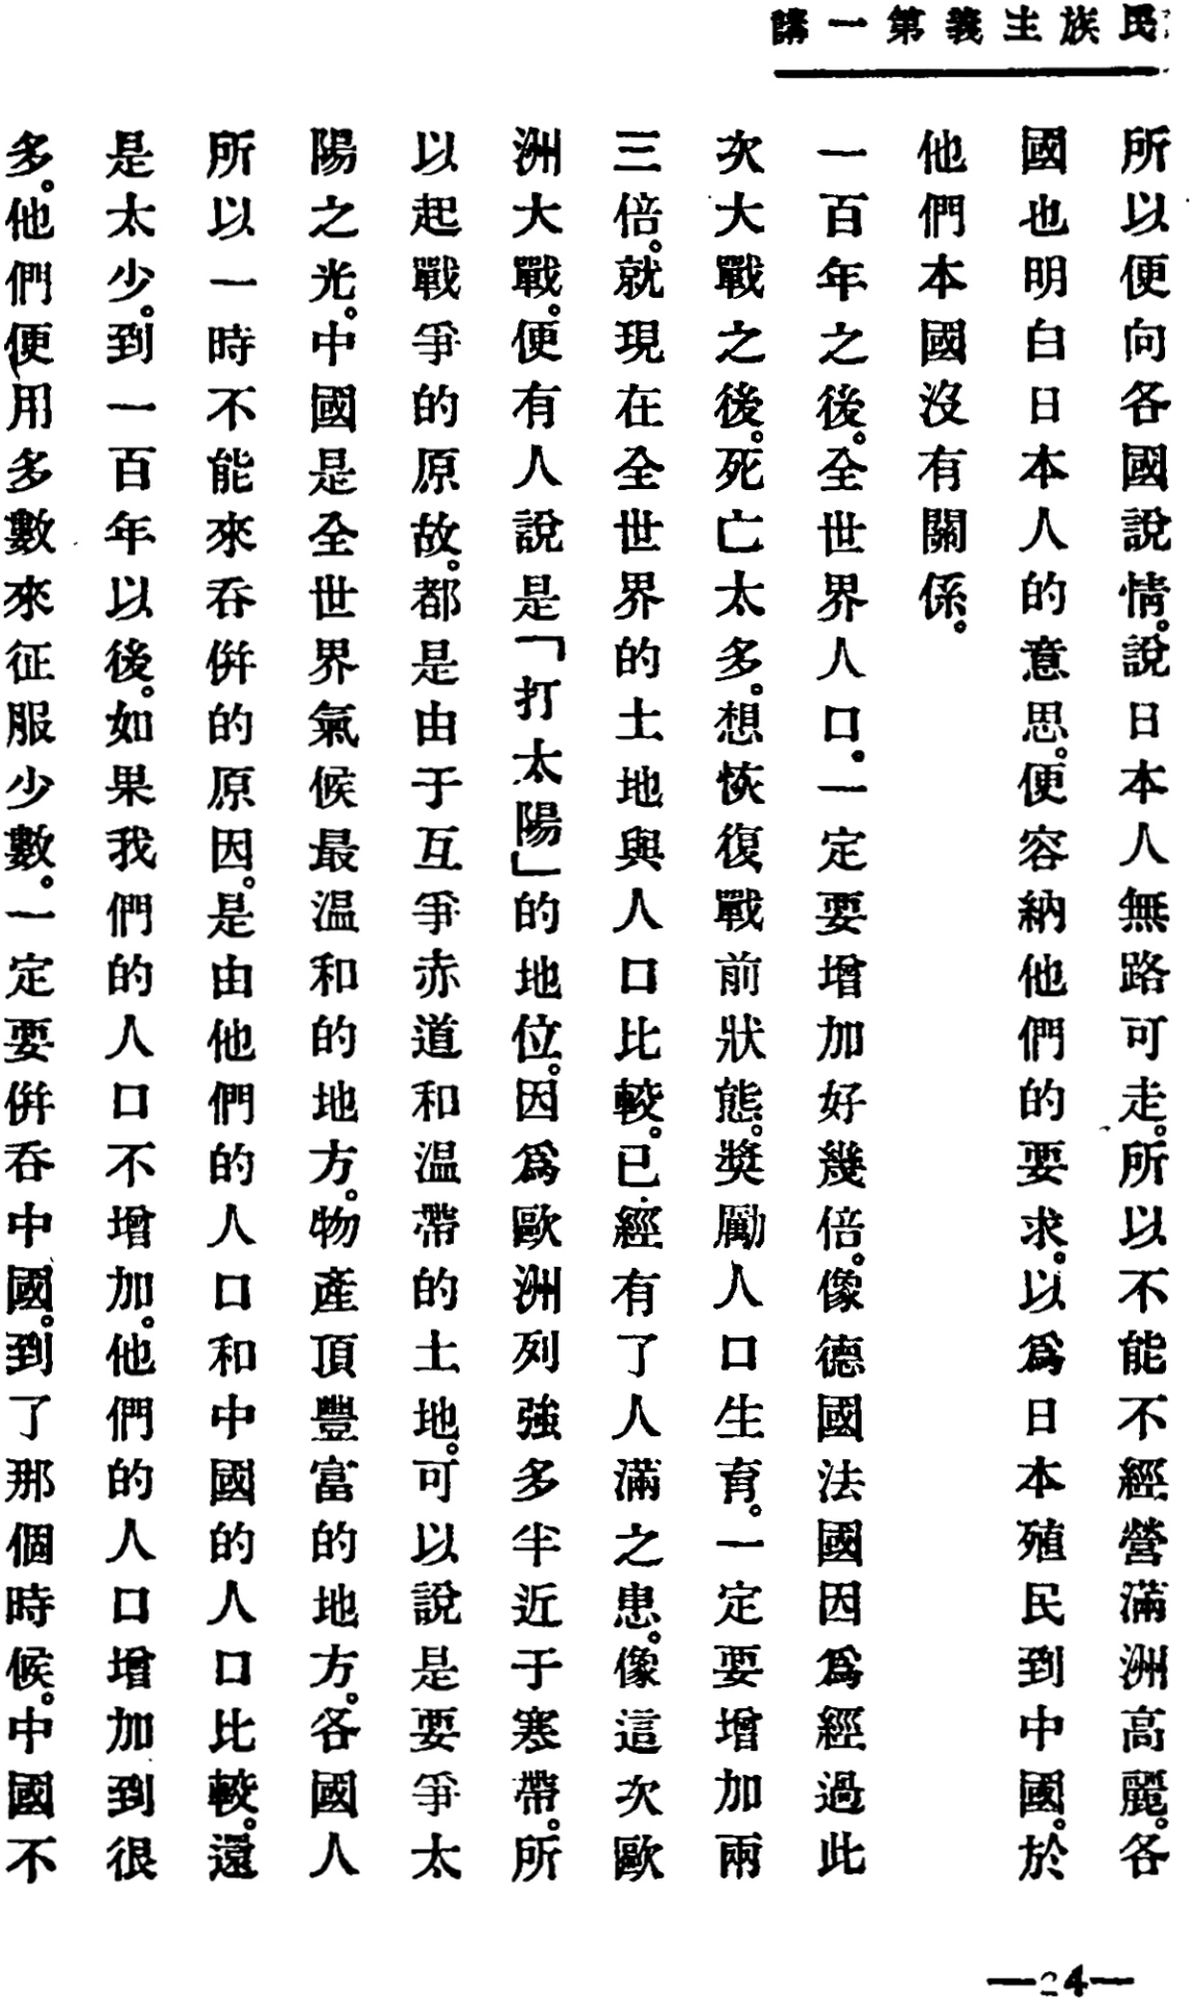 民族主義第一講
所以便向各國說情。說日本人無路可走。所以不能不經營滿洲高麗。各
國也明白日本人的意思。便容納他們的要求。以爲日本殖民到中國。於
他們本國沒有關係。
一百年之後。全世界人口。一定要增加好幾倍。像德國法國因爲經過此
次大戰之後。死亡太多。想恢復戰前狀態。獎勵人口生育。一定要增加兩
三倍。就現在全世界的土地與人口比較。已經有了人滿之患。像這次歐
洲大戰。便有人說是「打太陽」的地位。因爲歐洲列強多半近于寒帶。所
以起戰爭的原故。都是由于互爭赤道和温帶的土地。可以說是要爭太
陽之光。中國是全世界氣候最温和的地方。物產頂豐富的地方。各國人
所以一時不能來吞併的原因。是由他們的人口和中國的人口比較。還
是太少。到一百年以後。如果我們的人口不增加。他們的人口增加到很
多。他們便用多數來征服少數。一定要併吞中國。到了那個時候。中國不
—24—